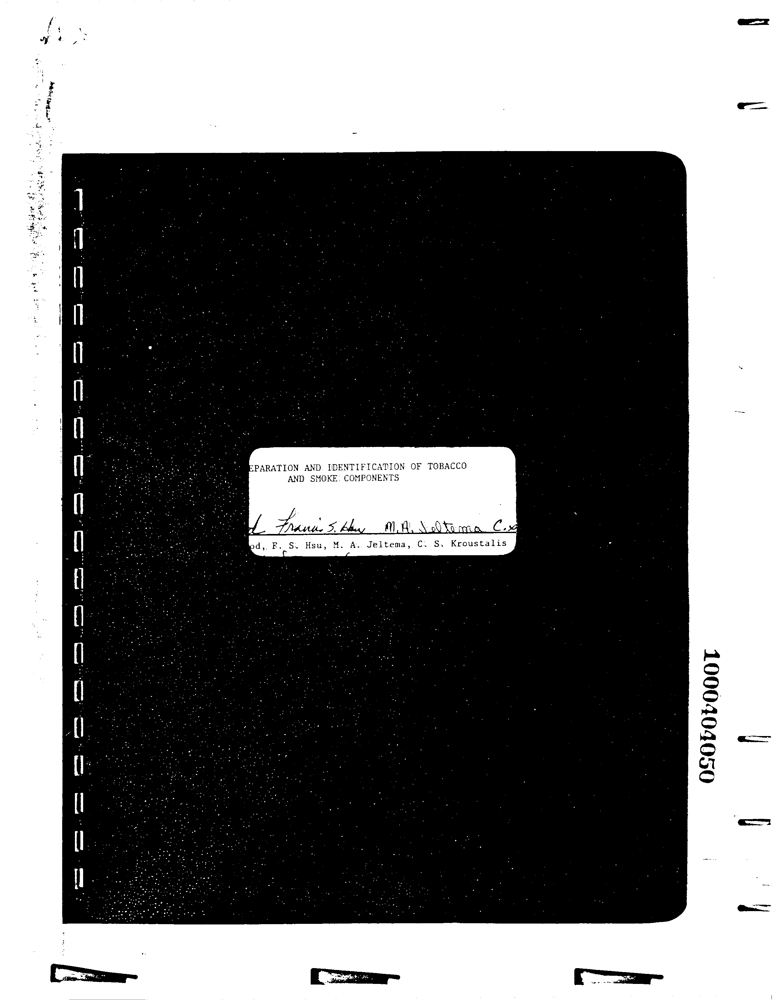 EPARATION AND IDENTIFICATION OF TOBACCO
AND SMOKE COMPONENTS
Francis S. Hsu M.A. Jeltema C.
od, F. S. Hsu, M. A. Jeltema, C. S. Kroustalis
1000404050